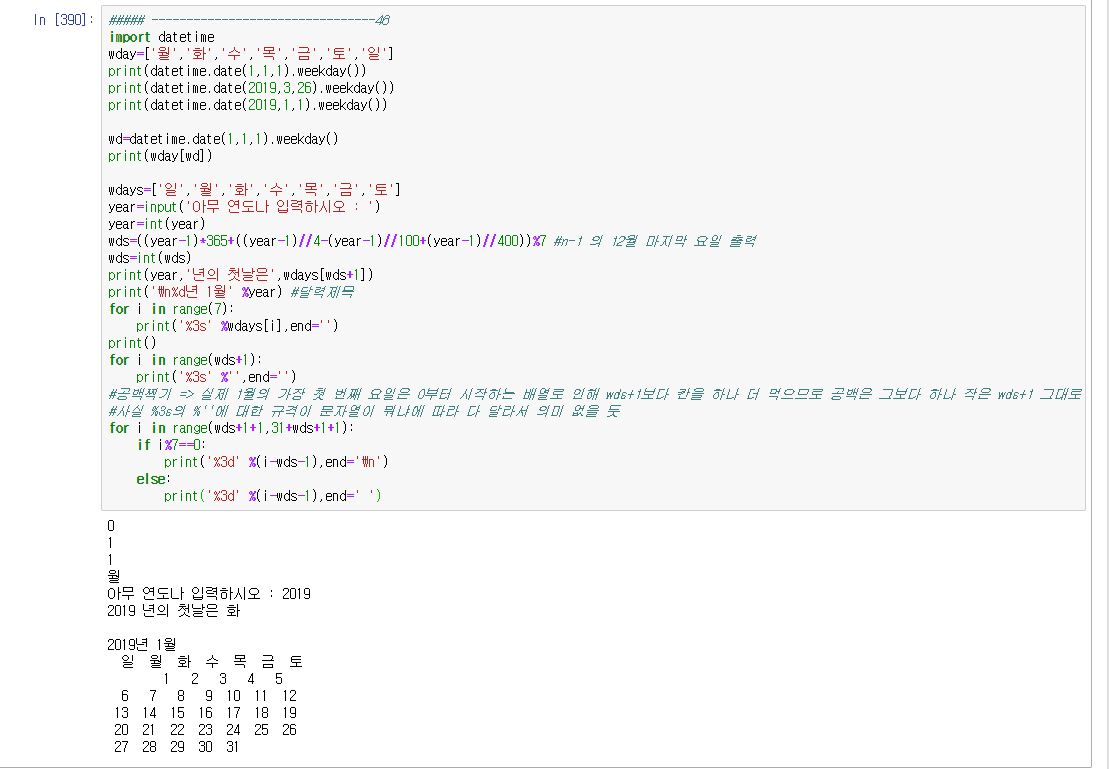 In [390]:
##### --------------------------------46
import datetime
wday=['월','화','수','목','금','토','일']
print(datetime.date(1,1,1).weekday())
print(datetime.date(2019,3,26).weekday())
print(datetime.date(2019,1,1).weekday())
wd=datetime.date(1,1,1).weekday()
print(wday[wd])
wdays=['일','월','화','수','목','금','토']
year=input('아무 연도나 입력하시오 : ')
year=int(year)
wds=((year-1)*365+((year-1)//4-(year-1)//100+(year-1)//400))%7 #n-1 의 12월 마지막 요일 출력
wds=int(wds)
print(year,'년의 첫날은',wdays[wds+1])
print('₩n%d년 1월' %year) #달력제목
for i in range(7):
    print('%3s' %wdays[i],end='')
print()
for i in range(wds+1):
    print('%3s' %'',end='')
#공백찍기 => 실제 1월의 가장 첫 번째 요일은 0부터 시작하는 배열로 인해 wds+1보다 칸을 하나 더 먹으므로 공백은 그보다 하나 작은 wds+1 그대로
#사실 %3s의 %''에 대한 규격이 문자열이 뭐냐에 따라 다 달라서 의미 없을 듯
for i in range(wds+1+1,31+wds+1+1):
    if i%7==0:
        print('%3d' %(i-wds-1),end='₩n')
    else:
        print('%3d' %(i-wds-1),end=' ')
0
1
1
월
아무 연도나 입력하시오 : 2019
2019 년의 첫날은 화
2019년 1월
일 월 화 수 목 금 토
1 2 3 4 5
6 7 8 9 10 11 12
13 14 15 16 17 18 19
20 21 22 23 24 25 26
27 28 29 30 31